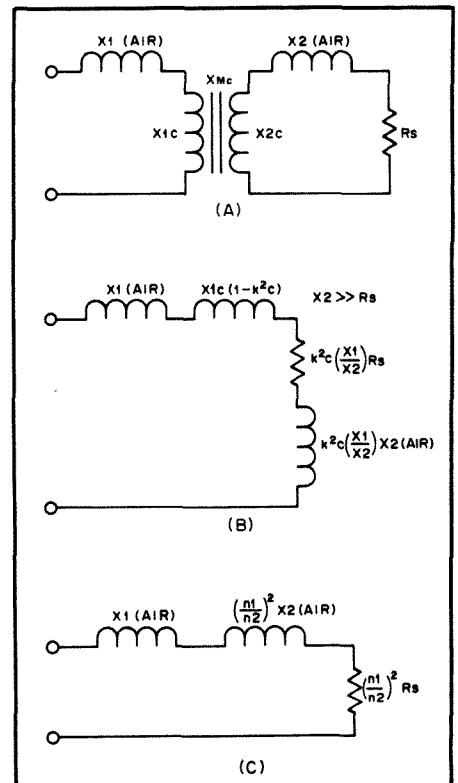 X1 (AIR)
X2 (AIR)
XMc
X1C
X2C
Rs
(A)
X1 (AIR)
X1c (1-k²c)
X2 >> Rs
k²c(X1/X2)Rs
k²c(X1/X2) X2 (AIR)
(B)
X1 (AIR)
(n1/n2)² X2 (AIR)
(n1/n2)² Rs
(C)